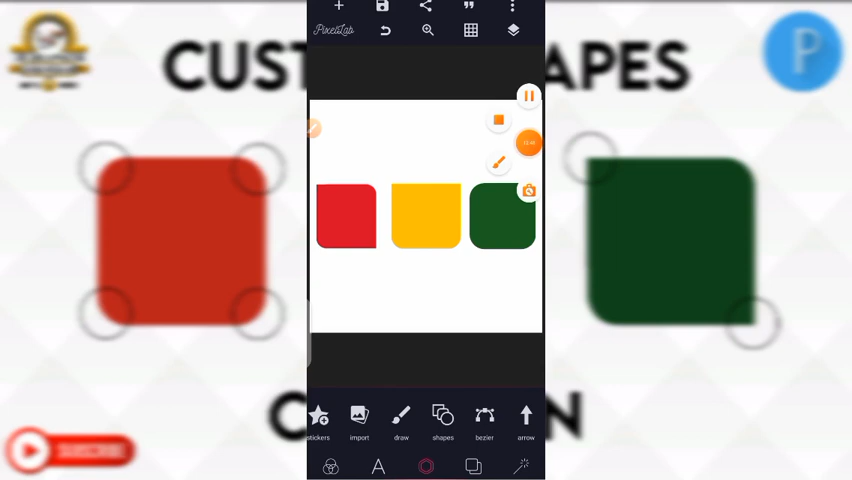 PixelLab
CUST
APES
P
stickers
import
draw
shapes
bezier
arrow
A
C
N